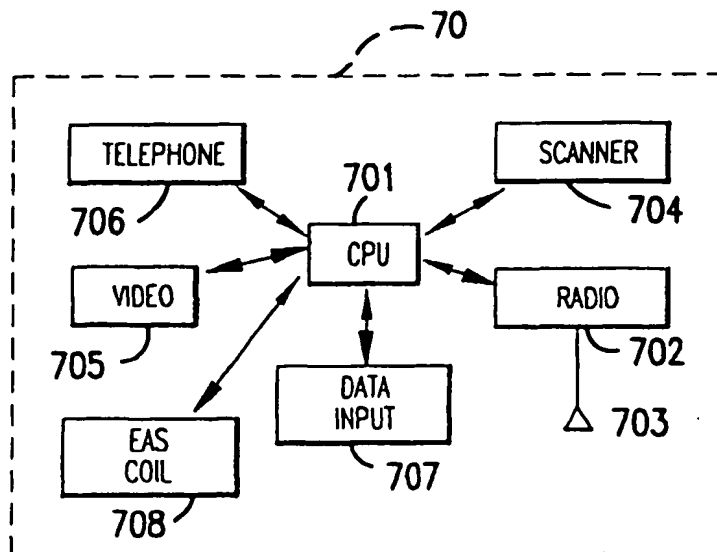 70
TELEPHONE
706
SCANNER
704
701
CPU
VIDEO
705
RADIO
702
703
DATA
INPUT
707
EAS
COIL
708